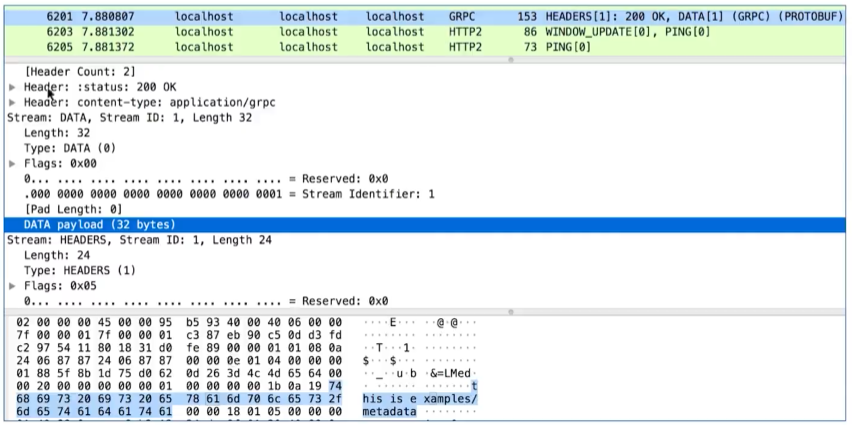 6201 7.880807 localhost localhost localhost GRPC 153 HEADERS[1]: 200 OK, DATA[1] (GRPC) (PROTOBUF)
6203 7.881302 localhost localhost localhost HTTP2 86 WINDOW_UPDATE[0], PING[0]
6205 7.881372 localhost localhost localhost HTTP2 73 PING[0]
[Header Count: 2]
Header: :status: 200 OK
Header: content-type: application/grpc
Stream: DATA, Stream ID: 1, Length 32
Length: 32
Type: DATA (0)
Flags: 0x00
0... .... .... .... .... .... .... .... = Reserved: 0x0
.000 0000 0000 0000 0000 0000 0000 0001 = Stream Identifier: 1
[Pad Length: 0]
DATA payload (32 bytes)
Stream: HEADERS, Stream ID: 1, Length 24
Length: 24
Type: HEADERS (1)
Flags: 0x05
0... .... .... .... .... .... .... .... = Reserved: 0x0
02 00 00 00 45 00 00 95 b5 93 40 00 40 06 00 00 ····E··· ··@·@···
7f 00 00 01 7f 00 00 01 c3 87 eb 90 c5 0d d3 fd
c2 97 54 11 80 18 31 d0 fe 89 00 00 01 01 08 0a ··T···1· ········
24 06 87 87 24 06 87 87 00 00 0e 01 04 00 00 00 $···$··· ········
01 88 5f 8b 1d 75 d0 62 0d 26 3d 4c 4d 65 64 00 ··_··u·b ·&=LMed·
00 20 00 00 00 00 00 01 00 00 00 00 1b 0a 19 74 · ······ ·······t
68 69 73 20 69 73 20 65 78 61 6d 70 6c 65 73 2f his is e xamples/
6d 65 74 61 64 61 74 61 00 00 18 01 05 00 00 00 metadata ········